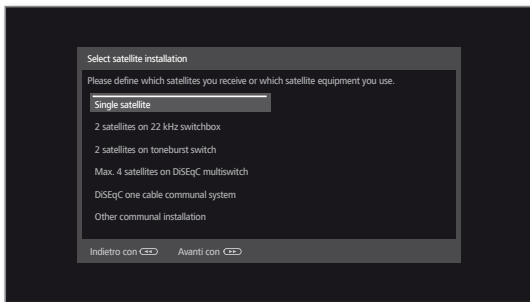 Select satellite installation
Please define which satellites you receive or which satellite equipment you use.
Single satellite
2 satellites on 22 kHz switchbox
2 satellites on toneburst switch
Max. 4 satellites on DiSEqC multiswitch
DiSEqC one cable communal system
Other communal installation
Indietro con Avanti con